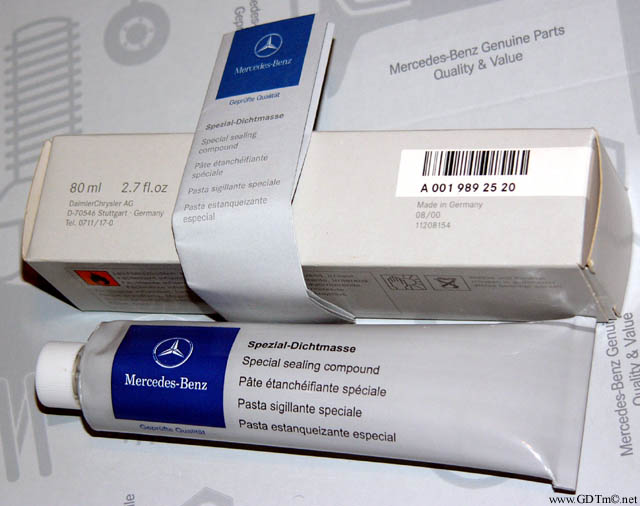 Mercedes-Benz
Geprüfte Qualität
Spezial-Dichtmasse
Special sealing
compound
Pâte étanchéifiante
spéciale
Pasta sigillante speciale
Pasta estanqueizante
especial
Mercedes-Benz Genuine Parts
Quality & Value
80 ml 2.7 fl.oz
DaimlerChrysler AG
D-70546 Stuttgart · Germany
Tel. 0711/17-0
A 001 989 25 20
Made in Germany
08/00
11208154
Mercedes-Benz
Geprüfte Qualität
Spezial-Dichtmasse
Special sealing compound
Pâte étanchéifiante spéciale
Pasta sigillante speciale
Pasta estanqueizante especial
Mercedes-Benz Genuine
Quality & Value
www.GDTm©.net